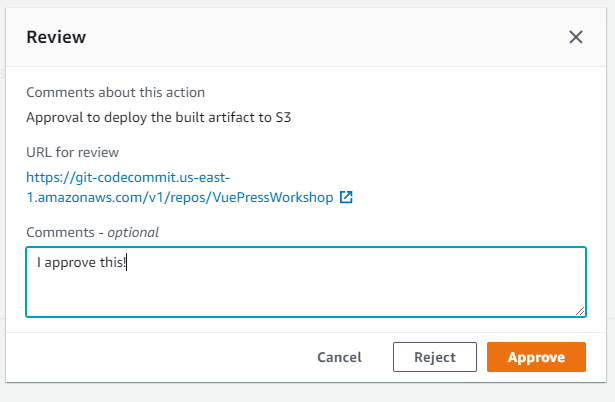 Review
Comments about this action
Approval to deploy the built artifact to S3
URL for review
https://git-codecommit.us-east-
1.amazonaws.com/v1/repos/VuePressWorkshop
Comments - optional
I approve this!
Cancel
Reject
Approve